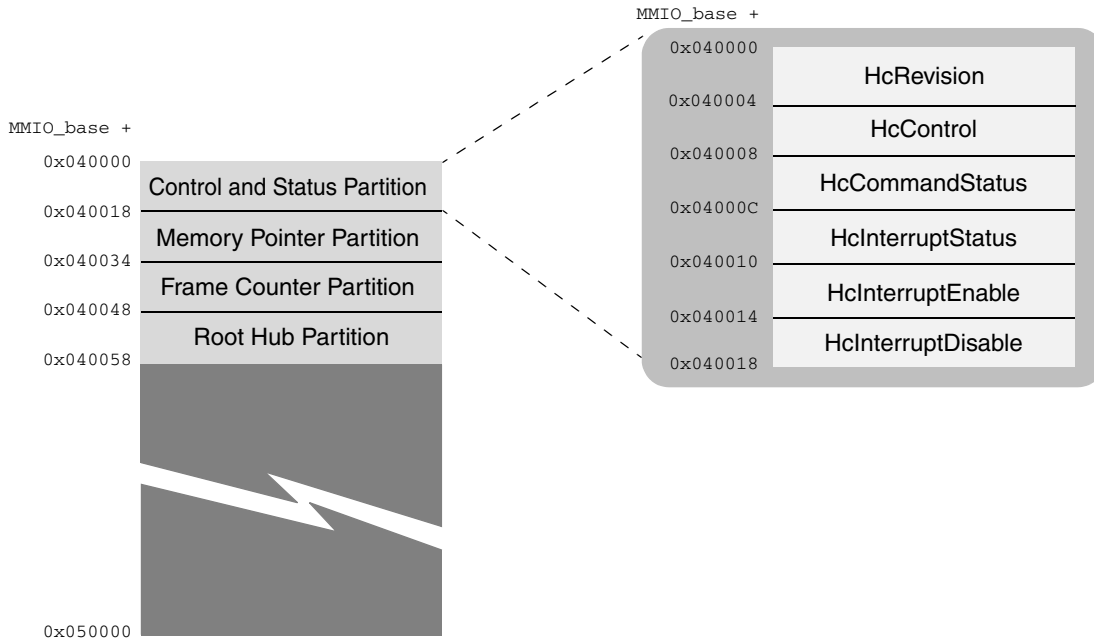 MMIO_base +
0x040000
Control and Status Partition
0x040018
Memory Pointer Partition
0x040034
Frame Counter Partition
0x040048
Root Hub Partition
0x040058
0x050000
MMIO_base +
0x040000
HcRevision
0x040004
HcControl
0x040008
HcCommandStatus
0x04000C
HcInterruptStatus
0x040010
HcInterruptEnable
0x040014
HcInterruptDisable
0x040018